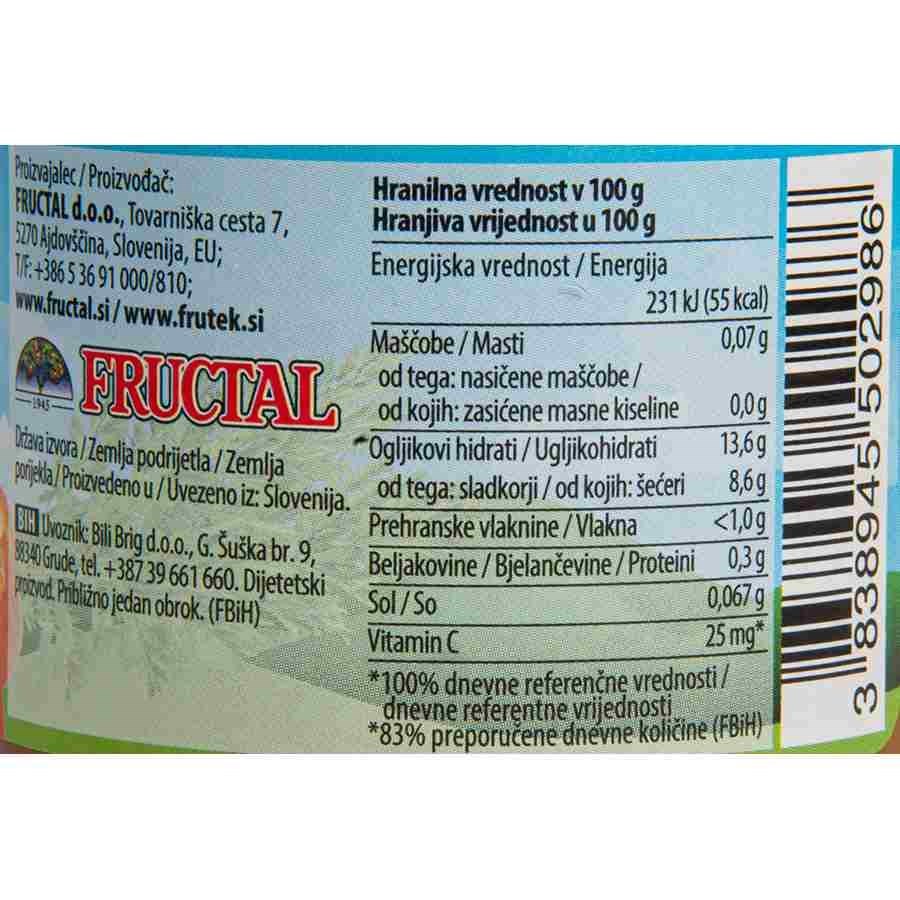 Proizvajalec / Proizvođač:
FRUCTAL d.o.o., Tovarniška cesta 7,
5270 Ajdovščina, Slovenija, EU;
T/F: +386 5 36 91 000/810;
www.fructal.si / www.frutek.si
1945
FRUCTAL
Država izvora / Zemlja podrijetla / Zemlja
porijekla / Proizvedeno u / Uvezeno iz: Slovenija.
BIH Uvoznik: Bili Brig d.o.o., G. Šuška br. 9,
88340 Grude, tel. +387 39 661 660. Dijetetski
proizvod. Približno jedan obrok. (FBiH)
Hranilna vrednost v 100 g
Hranjiva vrijednost u 100 g
Energijska vrednost / Energija
231 kJ (55 kcal)
Maščobe / Masti 0,07 g
od tega: nasičene maščobe /
od kojih: zasićene masne kiseline 0,0 g
Ogljikovi hidrati / Ugljikohidrati 13,6 g
od tega: sladkorji / od kojih: šećeri 8,6 g
Prehranske vlaknine / Vlakna <1,0 g
Beljakovine / Bjelančevine / Proteini 0,3 g
Sol / So 0,067 g
Vitamin C 25 mg*
*100% dnevne referenčne vrednosti /
dnevne referentne vrijednosti
*83% preporučene dnevne količine (FBiH)
3 838945 502986